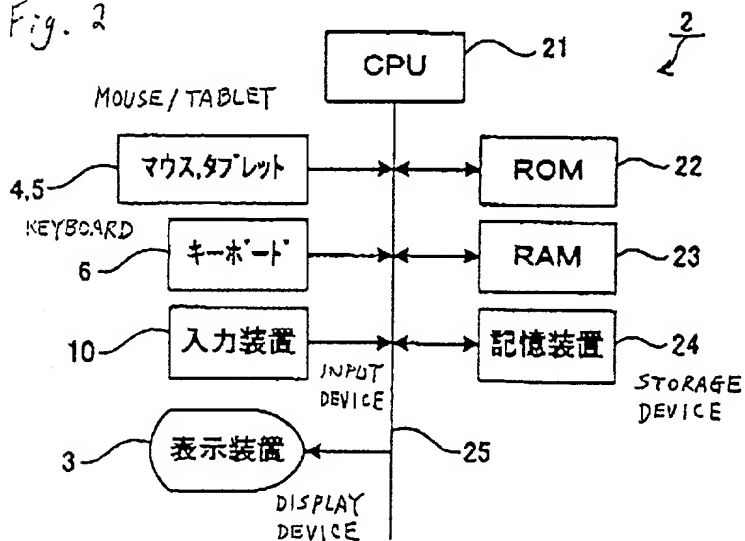 Fig. 2
2
CPU
21
MOUSE/TABLET
マウス,タブレット
4,5
ROM
22
KEYBOARD
キーボード
6
RAM
23
入力装置
10
INPUT
DEVICE
記憶装置
24
STORAGE
DEVICE
表示装置
3
25
DISPLAY
DEVICE